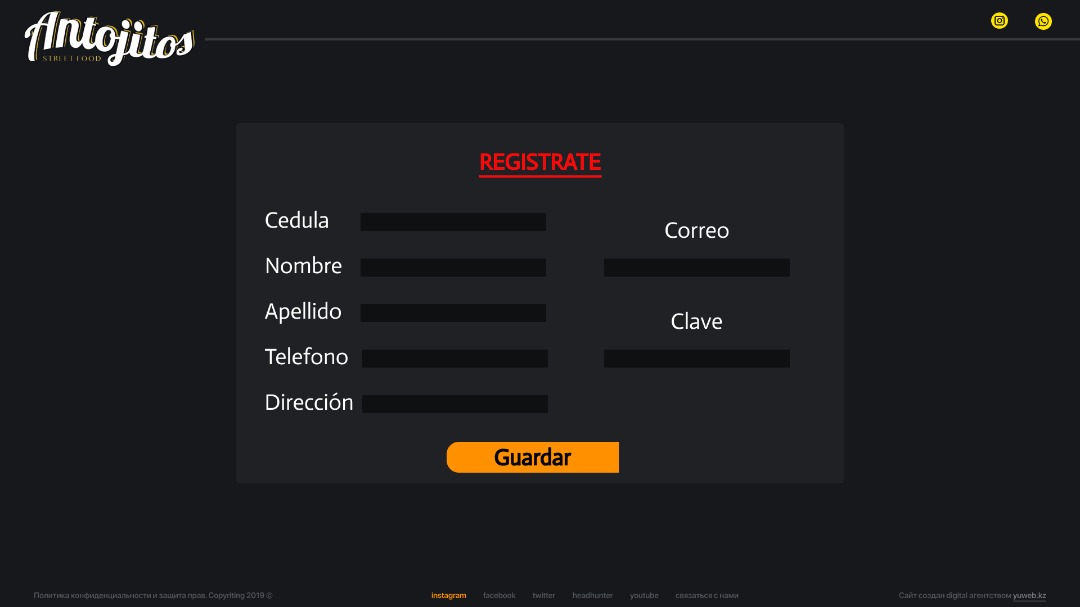 Antojitos
STREET FOOD
REGISTRATE
Cedula
Nombre
Apellido
Telefono
Dirección
Correo
Clave
Guardar
Политика конфиденциальности и защита прав. Copyriting 2019 ©
instagram facebook twitter headhunter youtube связаться с нами
Сайт создан digital агентством yuweb.kz